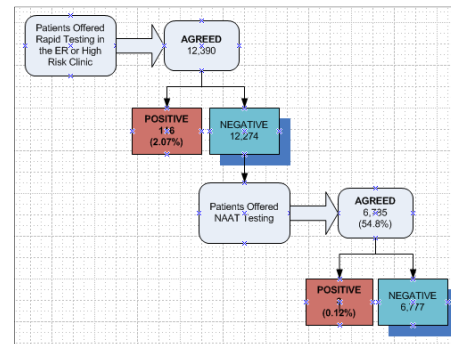 Patients Offered
Rapid Testing in
the ER or High
Risk Clinic
AGREED
12,390
POSITIVE
(2.07%)
NEGATIVE
12,274
Patients Offered
NAAT Testing
AGREED
(54.8%)
POSITIVE
(0.12%)
NEGATIVE
6,777